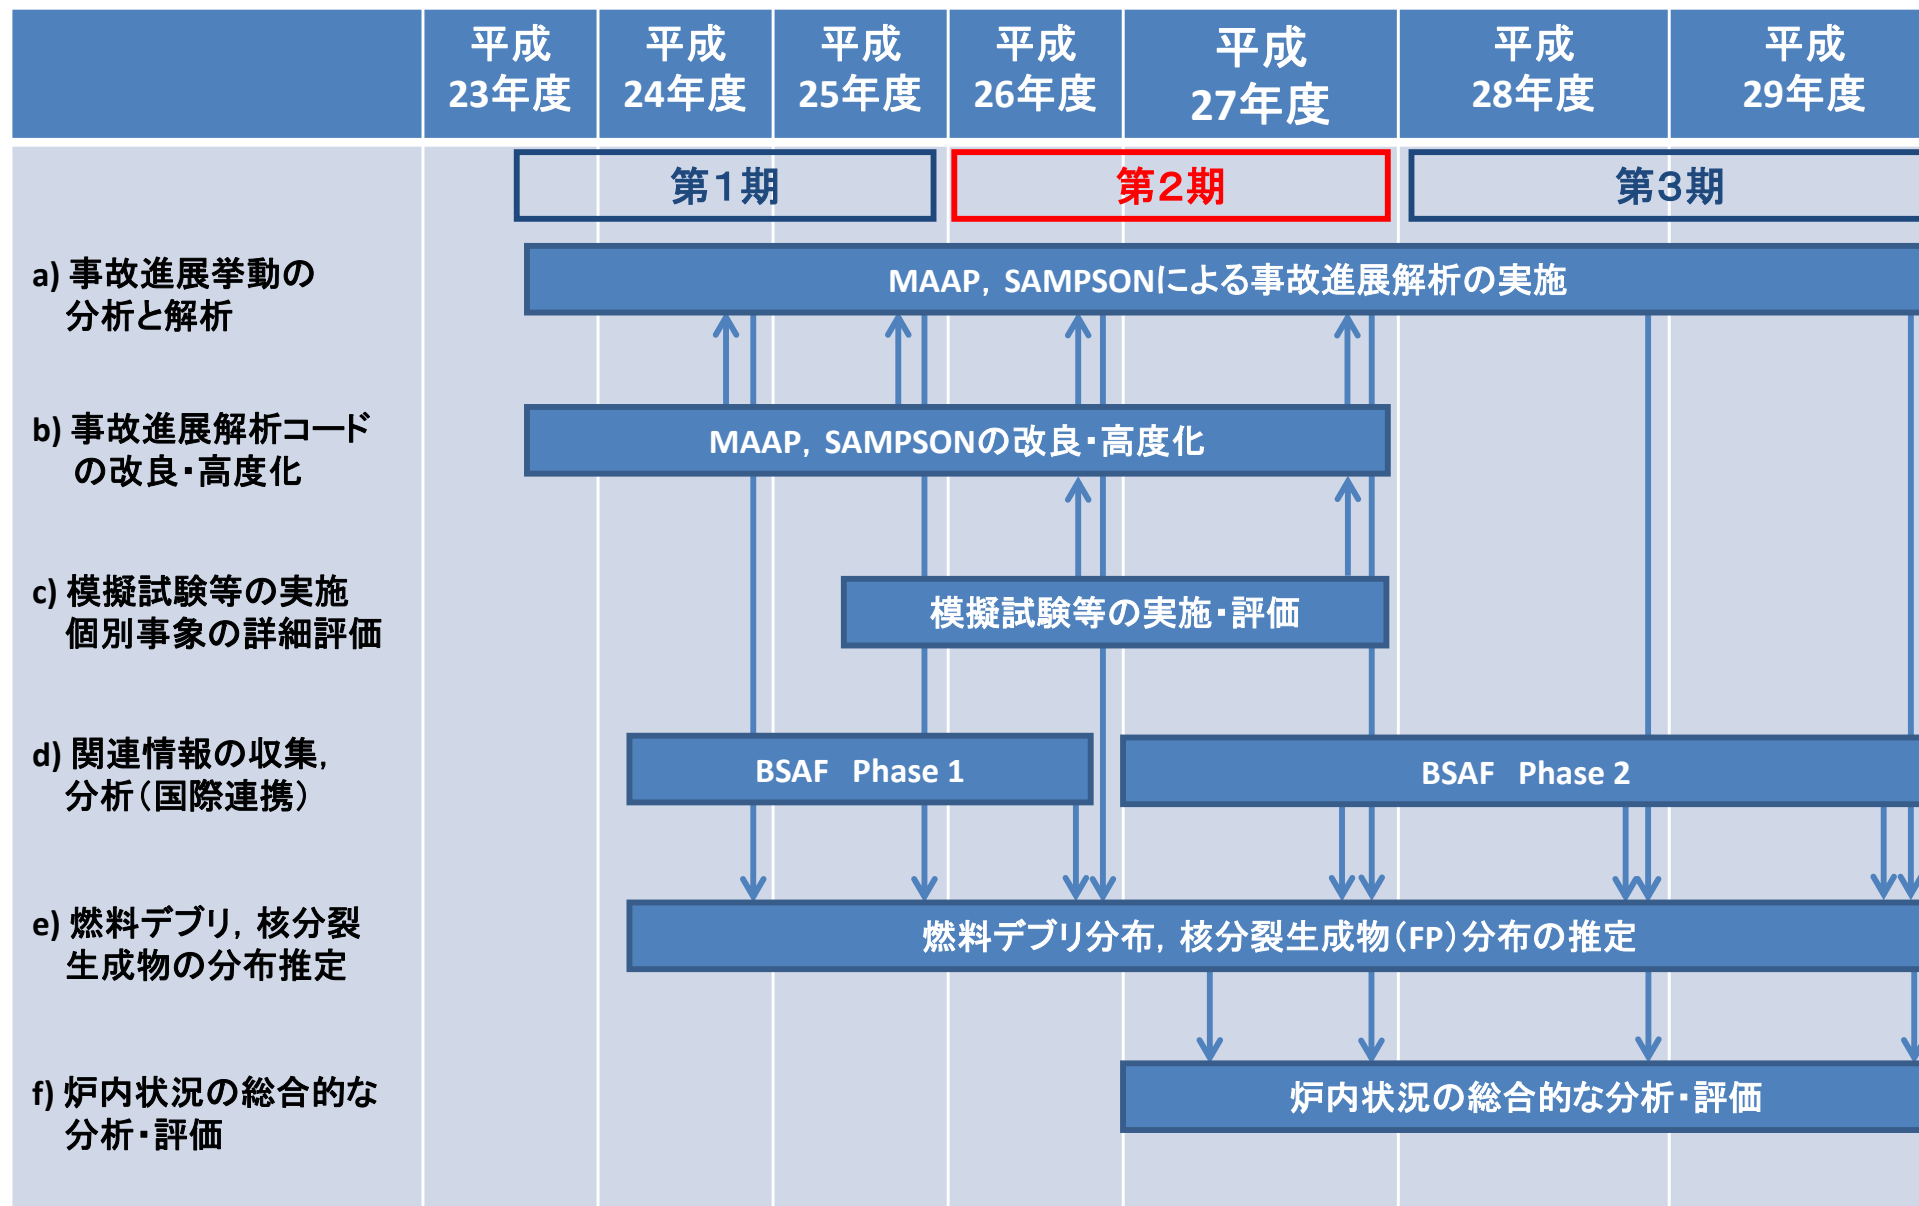 平成
23年度
平成
24年度
平成
25年度
平成
26年度
平成
27年度
平成
28年度
平成
29年度
第１期
第２期
第３期
a) 事故進展挙動の
分析と解析
MAAP，SAMPSONによる事故進展解析の実施
b) 事故進展解析コード
の改良・高度化
MAAP，SAMPSONの改良・高度化
c) 模擬試験等の実施
個別事象の詳細評価
模擬試験等の実施・評価
d) 関連情報の収集，
分析（国際連携）
BSAF Phase 1
BSAF Phase 2
e) 燃料デブリ，核分裂
生成物の分布推定
燃料デブリ分布，核分裂生成物（FP）分布の推定
f) 炉内状況の総合的な
分析・評価
炉内状況の総合的な分析・評価